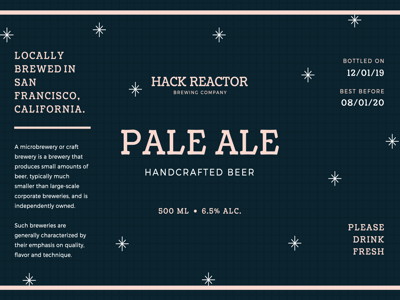 LOCALLY
BREWED IN
SAN
FRANCISCO,
CALIFORNIA.
A microbrewery or craft
brewery is a brewery that
produces small amounts of
beer, typically much
smaller than large-scale
corporate breweries, and is
independently owned.
Such breweries are
generally characterized by
their emphasis on quality,
flavor and technique.
HACK REACTOR
BREWING COMPANY
PALE ALE
HANDCRAFTED BEER
500 ML • 6.5% ALC.
BOTTLED ON
12/01/19
BEST BEFORE
08/01/20
PLEASE
DRINK
FRESH